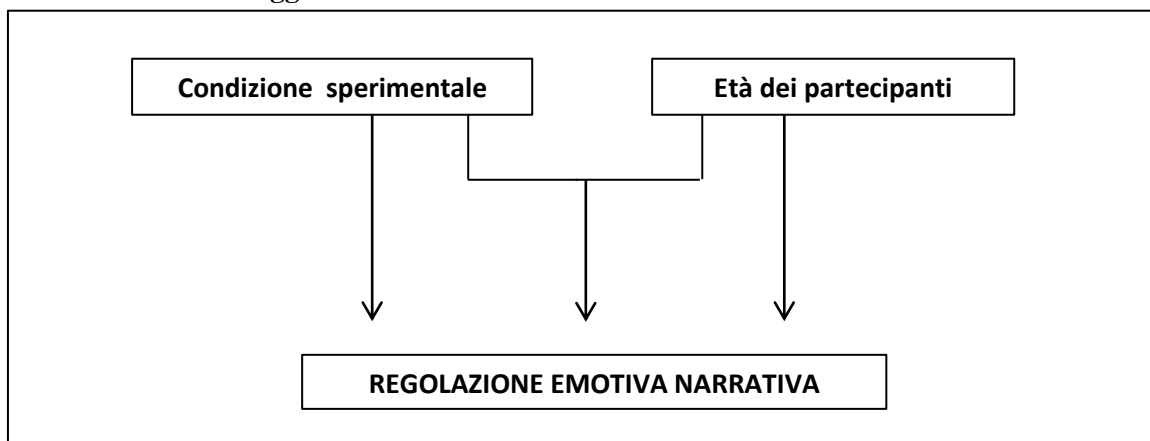 Condizione sperimentale
Età dei partecipanti
REGOLAZIONE EMOTIVA NARRATIVA